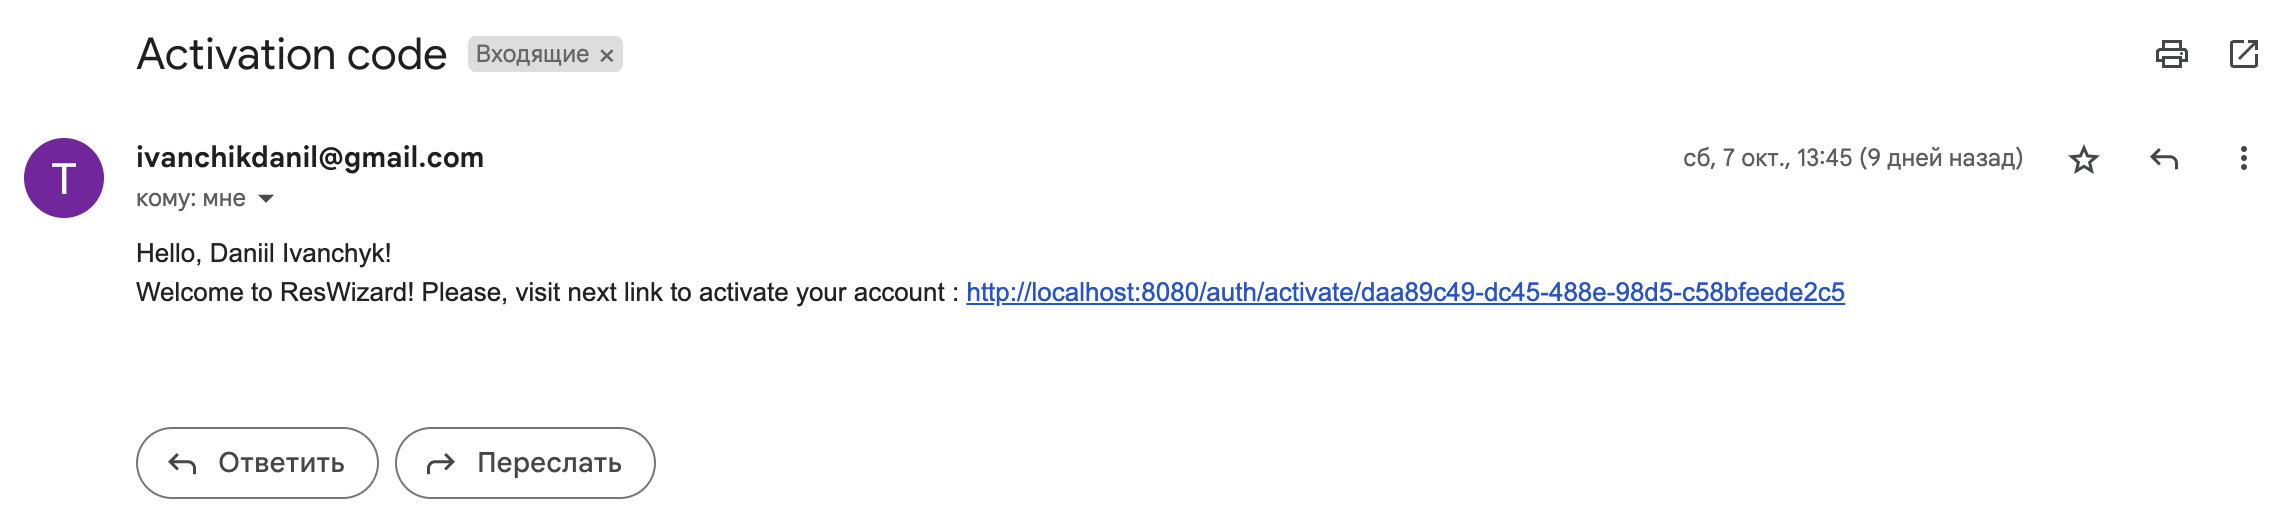 Activation code Входящие ×
T
ivanchikdanil@gmail.com сб, 7 окт., 13:45 (9 дней назад)
кому: мне
Hello, Daniil Ivanchyk!
Welcome to ResWizard! Please, visit next link to activate your account : http://localhost:8080/auth/activate/daa89c49-dc45-488e-98d5-c58bfeede2c5
Ответить Переслать